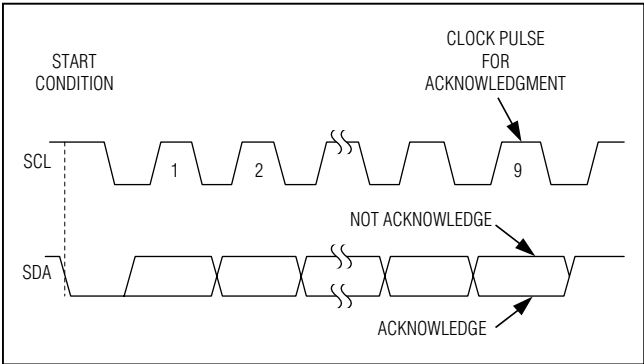 CLOCK PULSE
FOR
ACKNOWLEDGMENT
START
CONDITION
SCL
1
2
9
NOT ACKNOWLEDGE
SDA
ACKNOWLEDGE